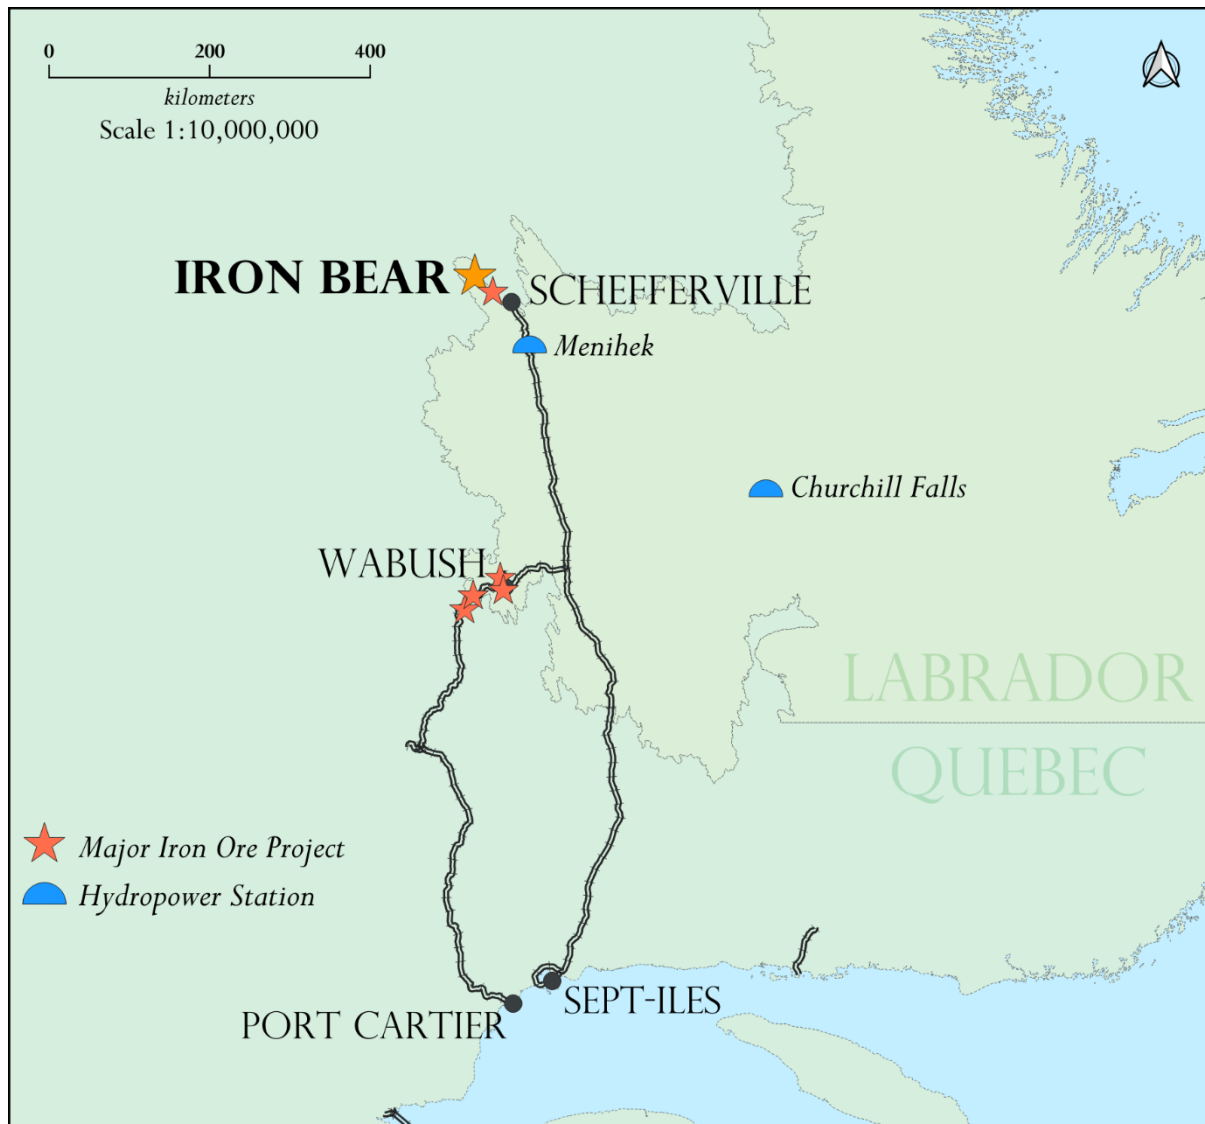 0 200 400
kilometers
Scale 1:10,000,000
IRON BEAR
SCHEFFERVILLE
Menihek
Churchill Falls
WABUSH
LABRADOR
QUEBEC
Major Iron Ore Project
Hydropower Station
SEPT-ILES
PORT CARTIER